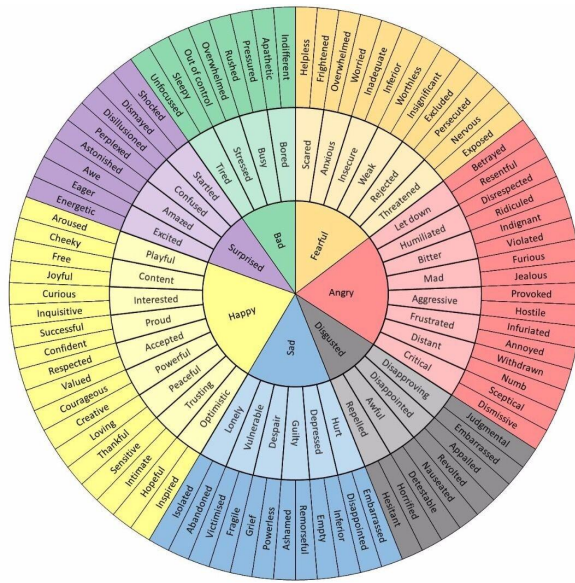 Bad
Fearful
Angry
Disgusted
Sad
Happy
Surprised
Bored
Busy
Stressed
Tired
Scared
Anxious
Insecure
Weak
Rejected
Threatened
Let down
Humiliated
Bitter
Mad
Aggressive
Frustrated
Distant
Critical
Disapproving
Disappointed
Awful
Repelled
Hurt
Depressed
Guilty
Despair
Vulnerable
Lonely
Optimistic
Trusting
Peaceful
Powerful
Accepted
Proud
Interested
Content
Playful
Excited
Amazed
Confused
Startled
Indifferent
Apathetic
Pressured
Rushed
Overwhelmed
Out of control
Sleepy
Unfocussed
Helpless
Frightened
Overwhelmed
Worried
Inadequate
Inferior
Worthless
Insignificant
Excluded
Persecuted
Nervous
Exposed
Betrayed
Resentful
Disrespected
Ridiculed
Indignant
Violated
Furious
Jealous
Provoked
Hostile
Infuriated
Annoyed
Withdrawn
Numb
Sceptical
Dismissive
Judgmental
Embarrassed
Appalled
Revolted
Nauseated
Detestable
Horrified
Hesitant
Embarrassed
Disappointed
Inferior
Empty
Remorseful
Ashamed
Powerless
Grief
Fragile
Victimised
Abandoned
Isolated
Inspired
Hopeful
Intimate
Sensitive
Thankful
Loving
Creative
Courageous
Valued
Respected
Confident
Successful
Inquisitive
Curious
Joyful
Free
Cheeky
Aroused
Energetic
Eager
Awe
Astonished
Perplexed
Disillusioned
Dismayed
Shocked